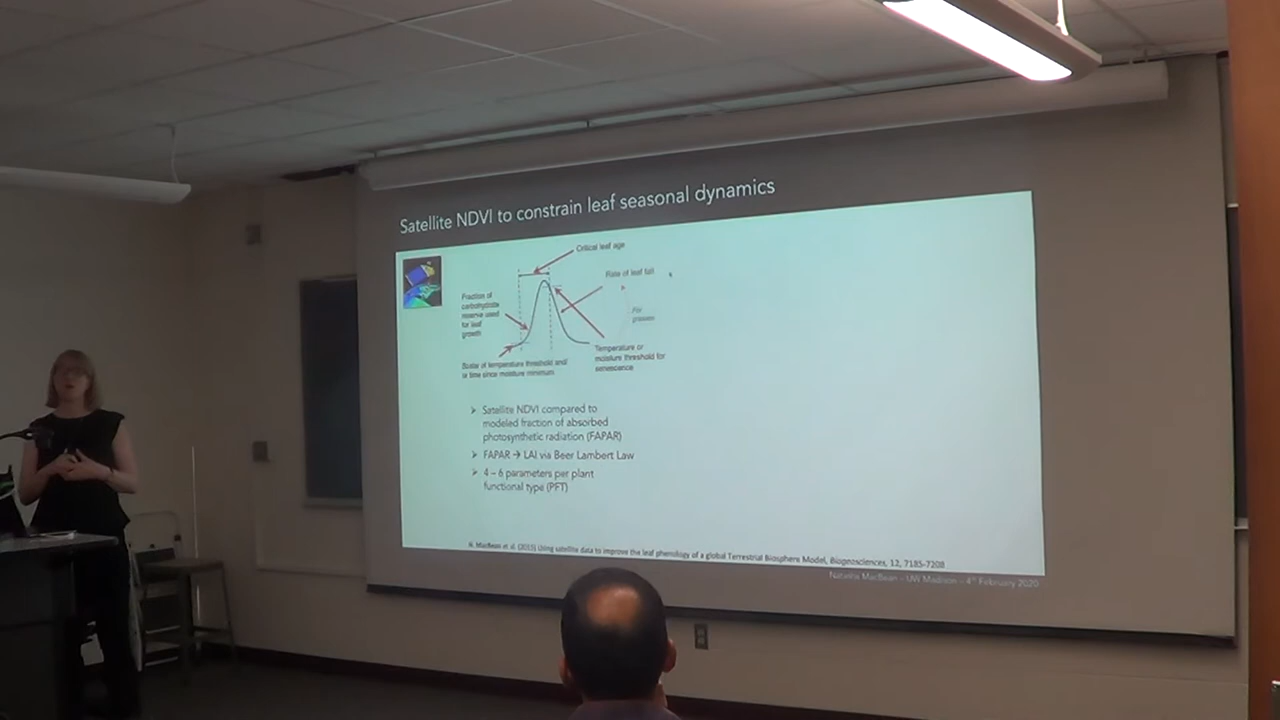 Satellite NDVI to constrain leaf seasonal dynamics
Critical leaf age
Rate of leaf fall
Fraction of
carbohydrate
reserve used
for leaf
growth
For
grasses
Temperature or
moisture threshold for
senescence
Scalar of temperature threshold and/
or time since moisture minimum
Satellite NDVI compared to
modeled fraction of absorbed
photosynthetic radiation (FAPAR)
FAPAR → LAI via Beer Lambert Law
4 – 6 parameters per plant
functional type (PFT)
N. MacBean et al. (2015) Using satellite data to improve the leaf phenology of a global Terrestrial Biosphere Model, Biogeosciences, 12, 7185-7208
Natasha MacBean – UW Madison – 4th February 2020